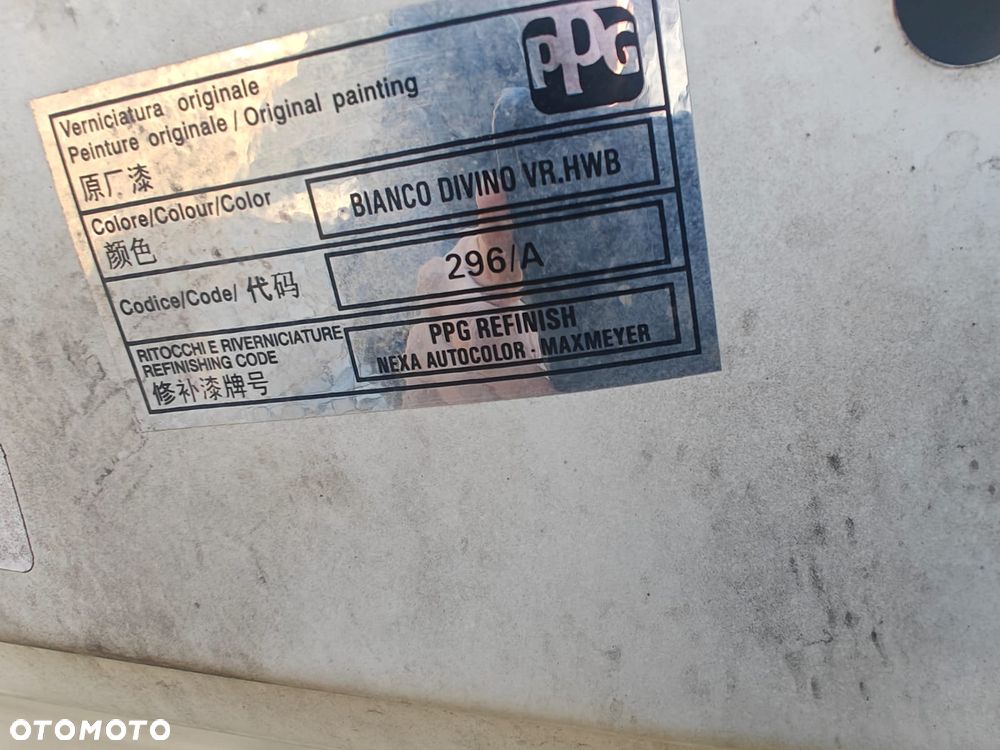 PPG
Verniciatura originale
Peinture originale / Original painting
原厂漆
Colore/Colour/Color
颜色
BIANCO DIVINO VR.HWB
Codice/Code/ 代码
296/A
RITOCCHI E RIVERNICIATURE
REFINISHING CODE
修补漆牌号
PPG REFINISH
NEXA AUTOCOLOR - MAXMEYER
OTOMOTO